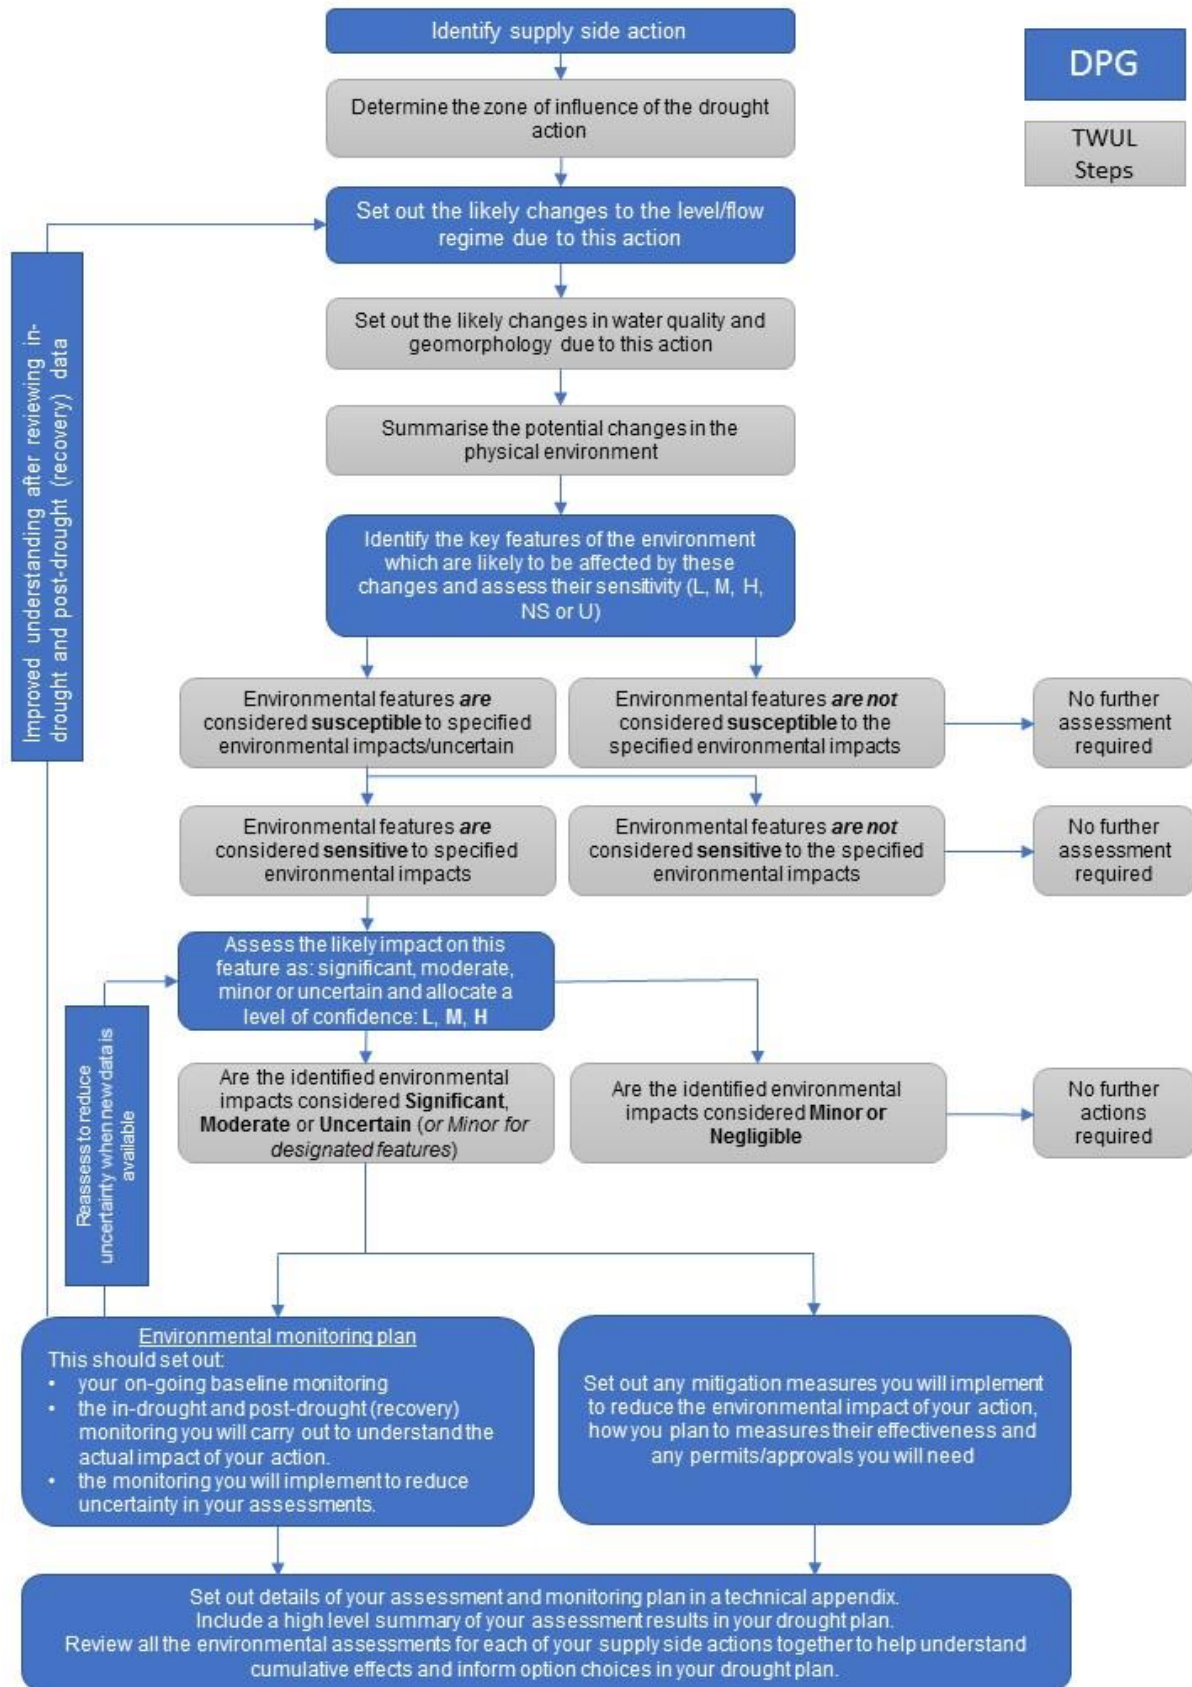 Identify supply side action
DPG
Determine the zone of influence of the drought
action
TWUL
Steps
Set out the likely changes to the level/flow
regime due to this action
Improved understanding after reviewing in-
drought and post-drought (recovery) data
Set out the likely changes in water quality and
geomorphology due to this action
Summarise the potential changes in the
physical environment
Identify the key features of the environment
which are likely to be affected by these
changes and assess their sensitivity (L, M, H,
NS or U)
Environmental features are
considered susceptible to specified
environmental impacts/uncertain
Environmental features are not
considered susceptible to the
specified environmental impacts
No further
assessment
required
Environmental features are
considered sensitive to specified
environmental impacts
Environmental features are not
considered sensitive to the specified
environmental impacts
No further
assessment
required
Assess the likely impact on this
feature as: significant, moderate,
minor or uncertain and allocate a
level of confidence: L, M, H
Reassess to reduce
uncertainty when new data is
available
Are the identified environmental
impacts considered Significant,
Moderate or Uncertain (or Minor for
designated features)
Are the identified environmental
impacts considered Minor or
Negligible
No further
actions
required
Environmental monitoring plan
This should set out:
• your on-going baseline monitoring
• the in-drought and post-drought (recovery)
monitoring you will carry out to understand the
actual impact of your action.
• the monitoring you will implement to reduce
uncertainty in your assessments.
Set out any mitigation measures you will implement
to reduce the environmental impact of your action,
how you plan to measures their effectiveness and
any permits/approvals you will need
Set out details of your assessment and monitoring plan in a technical appendix.
Include a high level summary of your assessment results in your drought plan.
Review all the environmental assessments for each of your supply side actions together to help understand
cumulative effects and inform option choices in your drought plan.